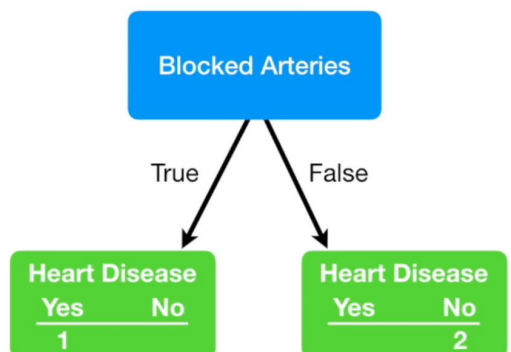 Blocked Arteries
True
False
Heart Disease
Yes No
1
Heart Disease
Yes No
2